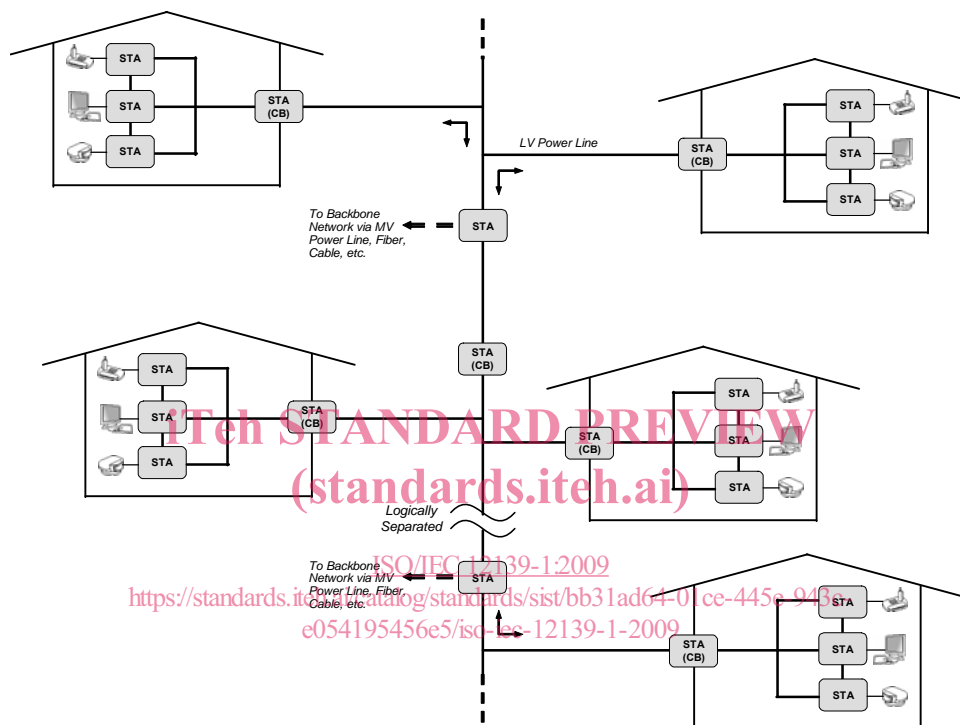 STA
STA
STA
STA
(CB)
LV Power Line
STA
(CB)
STA
STA
STA
To Backbone
Network via MV
Power Line, Fiber,
Cable, etc.
STA
STA
(CB)
STA
STA
STA
STA
(CB)
STA
(CB)
STA
STA
STA
iTeh STANDARD PREVIEW
(standards.iteh.ai)
Logically
Separated
To Backbone
Network via MV
Power Line, Fiber,
Cable, etc.
STA
ISO/IEC 12139-1:2009
https://standards.iteh.ai/catalog/standards/sist/bb31ad64-01ce-445c-943c-
e054195456e5/iso-iec-12139-1-2009
STA
(CB)
STA
STA
STA